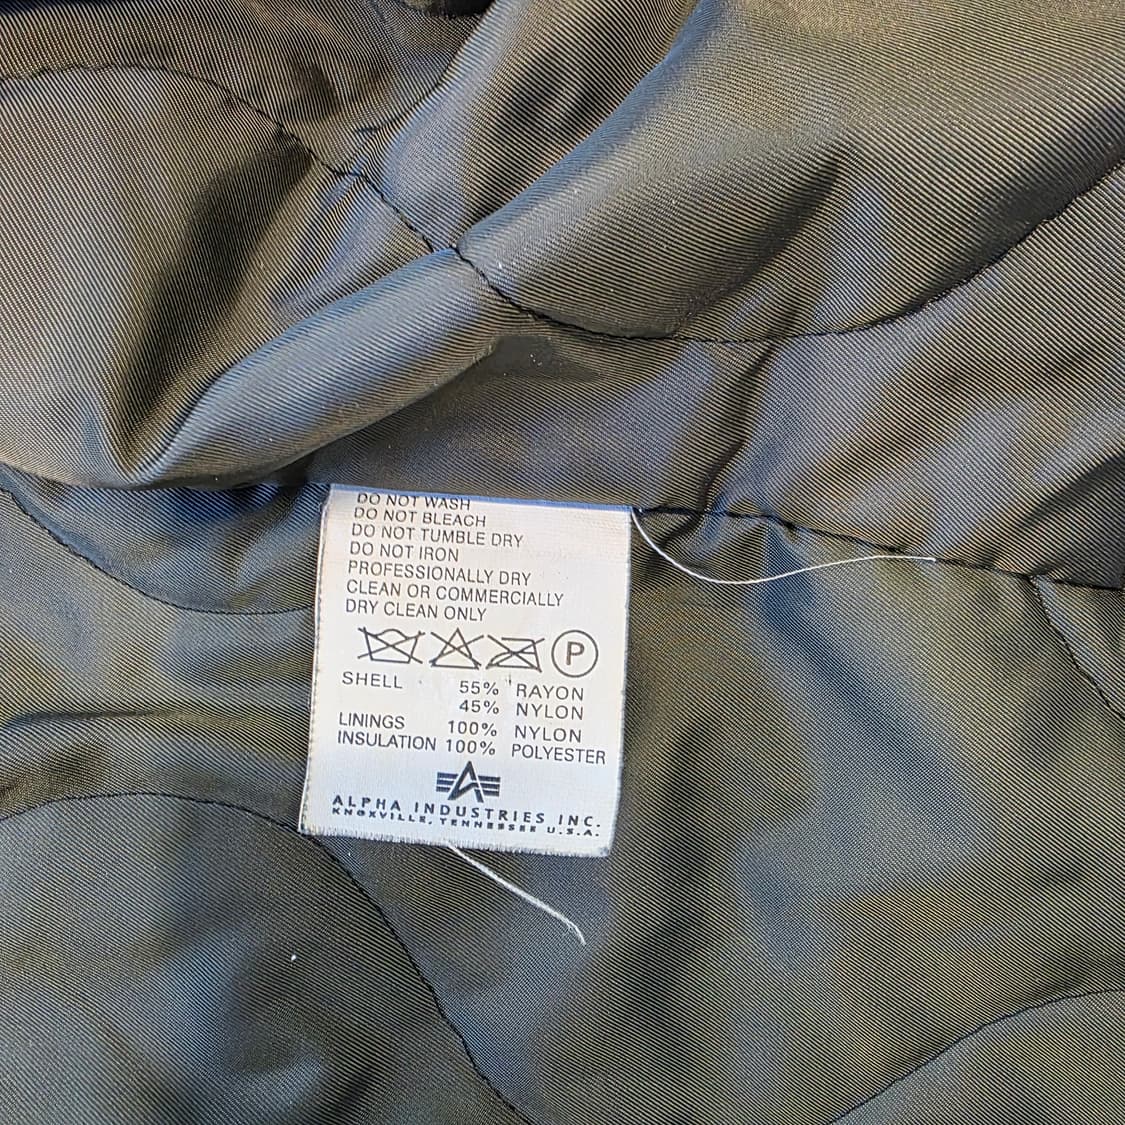 DO NOT WASH
DO NOT BLEACH
DO NOT TUMBLE DRY
DO NOT IRON
PROFESSIONALLY DRY
CLEAN OR COMMERCIALLY
DRY CLEAN ONLY
P
SHELL 55% RAYON
45% NYLON
LININGS 100% NYLON
INSULATION 100% POLYESTER
ALPHA INDUSTRIES INC.
KNOXVILLE, TENNESSEE U.S.A.